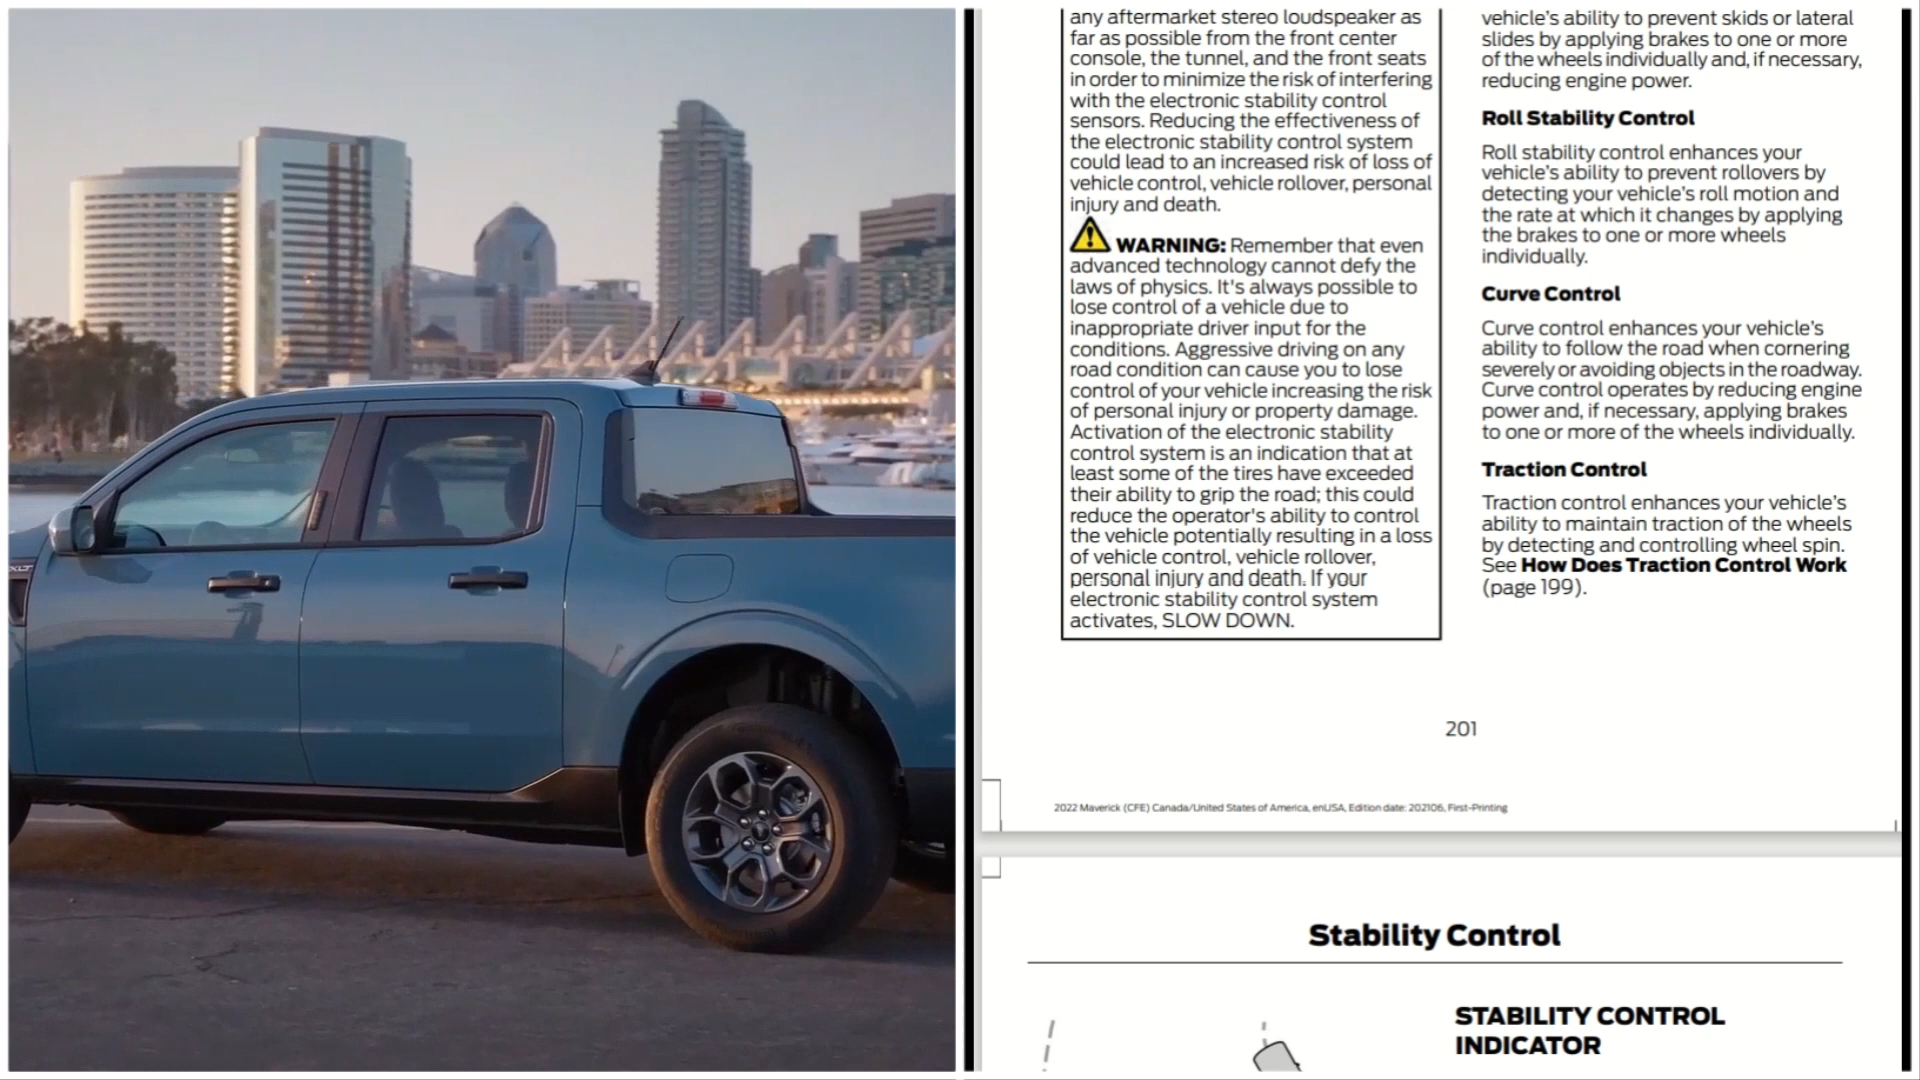 XLT
any aftermarket stereo loudspeaker as
far as possible from the front center
console, the tunnel, and the front seats
in order to minimize the risk of interfering
with the electronic stability control
sensors. Reducing the effectiveness of
the electronic stability control system
could lead to an increased risk of loss of
vehicle control, vehicle rollover, personal
injury and death.
WARNING: Remember that even
advanced technology cannot defy the
laws of physics. It's always possible to
lose control of a vehicle due to
inappropriate driver input for the
conditions. Aggressive driving on any
road condition can cause you to lose
control of your vehicle increasing the risk
of personal injury or property damage.
Activation of the electronic stability
control system is an indication that at
least some of the tires have exceeded
their ability to grip the road; this could
reduce the operator's ability to control
the vehicle potentially resulting in a loss
of vehicle control, vehicle rollover,
personal injury and death. If your
electronic stability control system
activates, SLOW DOWN.
vehicle's ability to prevent skids or lateral
slides by applying brakes to one or more
of the wheels individually and, if necessary,
reducing engine power.
Roll Stability Control
Roll stability control enhances your
vehicle's ability to prevent rollovers by
detecting your vehicle's roll motion and
the rate at which it changes by applying
the brakes to one or more wheels
individually.
Curve Control
Curve control enhances your vehicle's
ability to follow the road when cornering
severely or avoiding objects in the roadway.
Curve control operates by reducing engine
power and, if necessary, applying brakes
to one or more of the wheels individually.
Traction Control
Traction control enhances your vehicle's
ability to maintain traction of the wheels
by detecting and controlling wheel spin.
See How Does Traction Control Work
(page 199).
201
2022 Maverick (CFE) Canada/United States of America, enUSA, Edition date: 202106, First-Printing
Stability Control
STABILITY CONTROL
INDICATOR